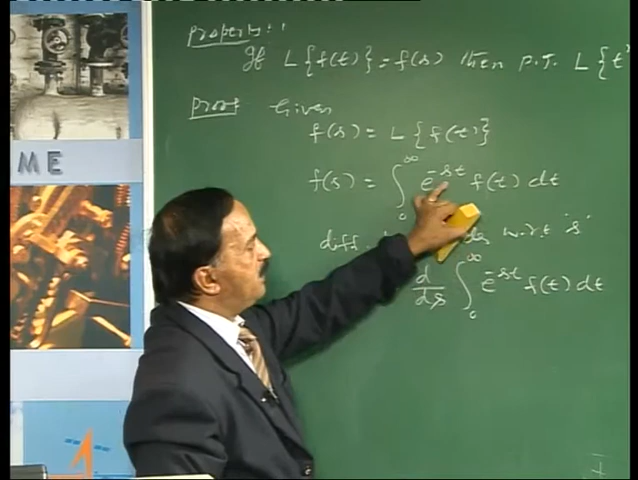 property:-
If L{f(t)} = f(s) then P.T. L{t
Proof Given
f(s) = L{f(t)}
f(s) = ∫₀^∞ e^{-st} f(t) dt
diff. w.r.t 's'
d/ds ∫₀^∞ e^{-st} f(t) dt
ME